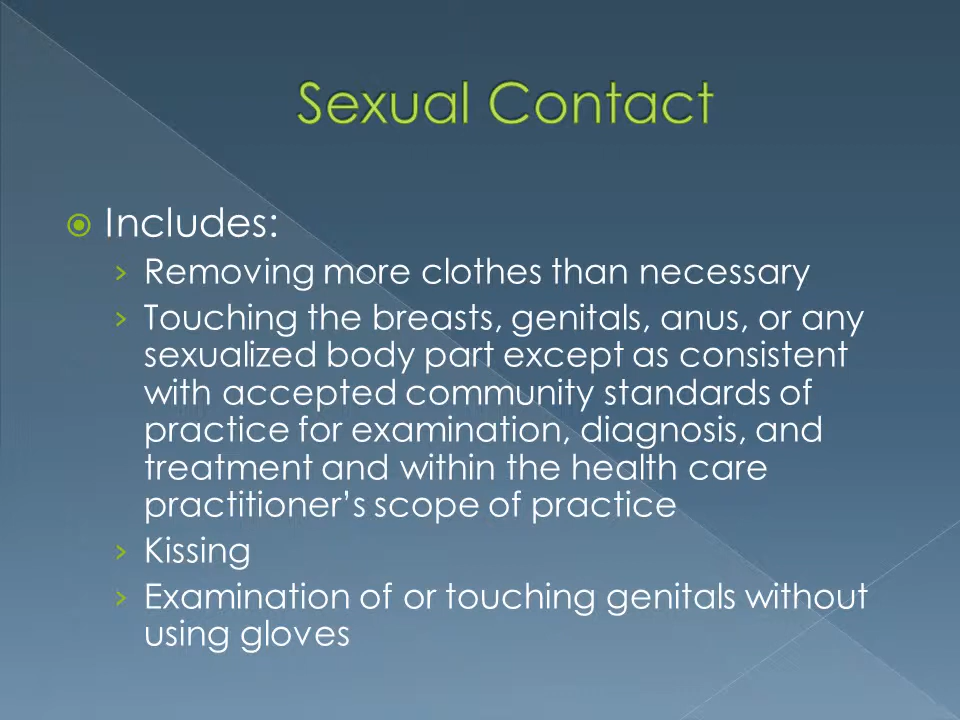 Sexual Contact
Includes:
› Removing more clothes than necessary
› Touching the breasts, genitals, anus, or any
sexualized body part except as consistent
with accepted community standards of
practice for examination, diagnosis, and
treatment and within the health care
practitioner's scope of practice
› Kissing
› Examination of or touching genitals without
using gloves